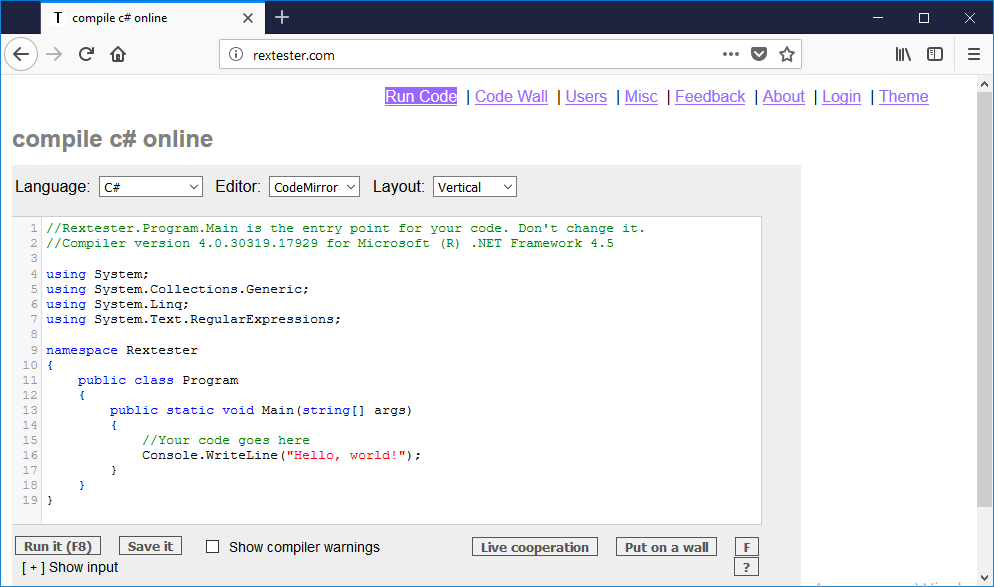 T compile c# online
rextester.com
Run Code | Code Wall | Users | Misc | Feedback | About | Login | Theme
compile c# online
Language: C# Editor: CodeMirror Layout: Vertical
1 //Rextester.Program.Main is the entry point for your code. Don't change it.
2 //Compiler version 4.0.30319.17929 for Microsoft (R) .NET Framework 4.5
3
4 using System;
5 using System.Collections.Generic;
6 using System.Linq;
7 using System.Text.RegularExpressions;
8
9 namespace Rextester
10 {
11     public class Program
12     {
13         public static void Main(string[] args)
14         {
15             //Your code goes here
16             Console.WriteLine("Hello, world!");
17         }
18     }
19 }
Run it (F8) Save it Show compiler warnings Live cooperation Put on a wall F
[ + ] Show input ?